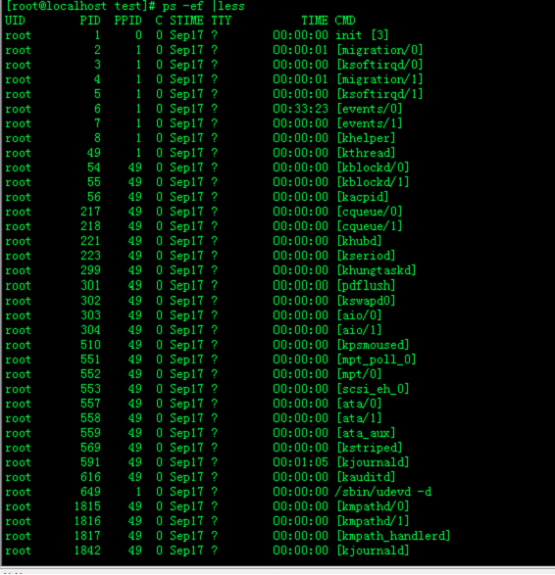 [root@localhost test]# ps -ef |less
UID        PID  PPID  C STIME TTY          TIME CMD
root         1     0  0 Sep17 ?        00:00:00 init [3]
root         2     1  0 Sep17 ?        00:00:01 [migration/0]
root         3     1  0 Sep17 ?        00:00:00 [ksoftirqd/0]
root         4     1  0 Sep17 ?        00:00:01 [migration/1]
root         5     1  0 Sep17 ?        00:00:00 [ksoftirqd/1]
root         6     1  0 Sep17 ?        00:33:23 [events/0]
root         7     1  0 Sep17 ?        00:00:00 [events/1]
root         8     1  0 Sep17 ?        00:00:00 [khelper]
root        49     1  0 Sep17 ?        00:00:00 [kthread]
root        54    49  0 Sep17 ?        00:00:00 [kblockd/0]
root        55    49  0 Sep17 ?        00:00:00 [kblockd/1]
root        56    49  0 Sep17 ?        00:00:00 [kacpid]
root       217    49  0 Sep17 ?        00:00:00 [cqueue/0]
root       218    49  0 Sep17 ?        00:00:00 [cqueue/1]
root       221    49  0 Sep17 ?        00:00:00 [khubd]
root       223    49  0 Sep17 ?        00:00:00 [kseriod]
root       299    49  0 Sep17 ?        00:00:00 [khungtaskd]
root       301    49  0 Sep17 ?        00:00:00 [pdflush]
root       302    49  0 Sep17 ?        00:00:00 [kswapd0]
root       303    49  0 Sep17 ?        00:00:00 [aio/0]
root       304    49  0 Sep17 ?        00:00:00 [aio/1]
root       510    49  0 Sep17 ?        00:00:00 [kpsmoused]
root       551    49  0 Sep17 ?        00:00:00 [mpt_poll_0]
root       552    49  0 Sep17 ?        00:00:00 [mpt/0]
root       553    49  0 Sep17 ?        00:00:00 [scsi_eh_0]
root       557    49  0 Sep17 ?        00:00:00 [ata/0]
root       558    49  0 Sep17 ?        00:00:00 [ata/1]
root       559    49  0 Sep17 ?        00:00:00 [ata_aux]
root       569    49  0 Sep17 ?        00:00:00 [kstriped]
root       591    49  0 Sep17 ?        00:01:05 [kjournald]
root       616    49  0 Sep17 ?        00:00:00 [kauditd]
root       649     1  0 Sep17 ?        00:00:00 /sbin/udevd -d
root      1815    49  0 Sep17 ?        00:00:00 [kmpathd/0]
root      1816    49  0 Sep17 ?        00:00:00 [kmpathd/1]
root      1817    49  0 Sep17 ?        00:00:00 [kmpath_handlerd]
root      1842    49  0 Sep17 ?        00:00:00 [kjournald]